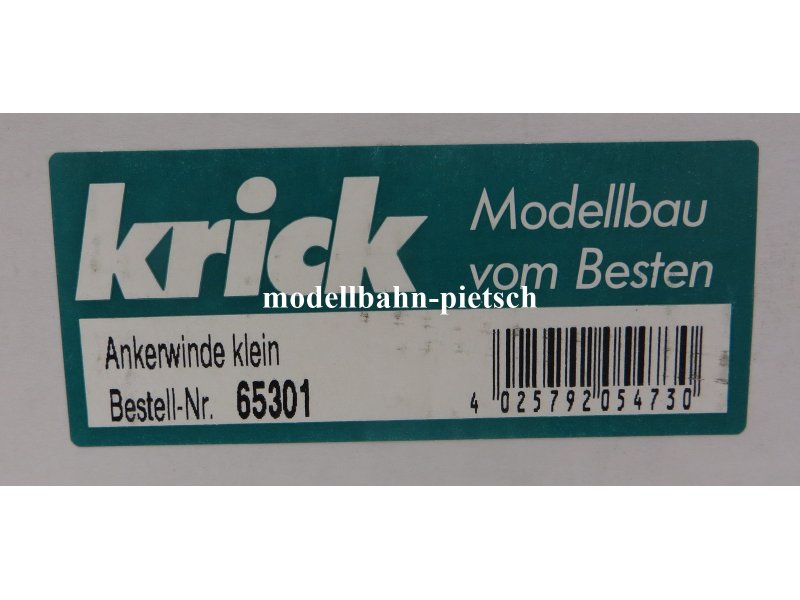 krick
Modellbau
vom Besten
modellbahn-pietsch
Ankerwinde klein
Bestell-Nr. 65301
4 025792 054730